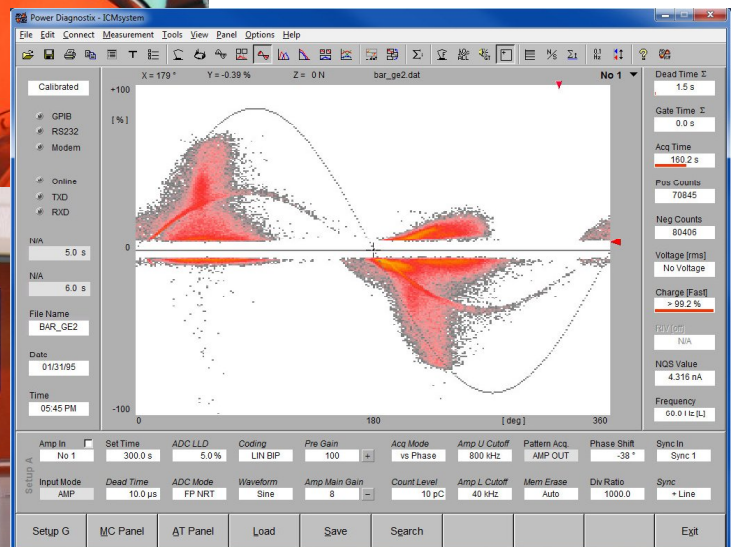 Power Diagnostix - ICMsystem
File Edit Connect Measurement Tools View Panel Options Help
Calibrated
GPIB
RS232
Modem
Online
TXD
RXD
N/A
5.0 s
N/A
6.0 s
File Name
BAR_GE2
Date
01/31/95
Time
05:45 PM
X = 179 ° Y = -0.39 % Z = 0 N bar_ge2.dat No 1
+100
[ % ]
0
-100
0 180 [ deg ] 360
Dead Time Σ
1.5 s
Gate Time Σ
0.0 s
Acq Time
160.2 s
Pos Counts
70845
Neg Counts
80406
Voltage [rms]
No Voltage
Charge [Fast]
> 99.2 %
N/A
NQS Value
4.316 nA
Frequency
60.0 Hz [L]
Setup A
Amp In Set Time ADC LLD Coding Pre Gain Acq Mode Amp U Cutoff Pattern Acq. Phase Shift Sync In
No 1 300.0 s 5.0 % LIN BIP 100 + vs Phase 800 kHz AMP OUT -38 ° Sync 1
Input Mode Dead Time ADC Mode Waveform Amp Main Gain Count Level Amp L Cutoff Mem Erase Div Ratio Sync
AMP 10.0 µs FP NRT Sine 8 − 10 pC 40 kHz Auto 1000.0 + Line
Setup G MC Panel AT Panel Load Save Search Exit